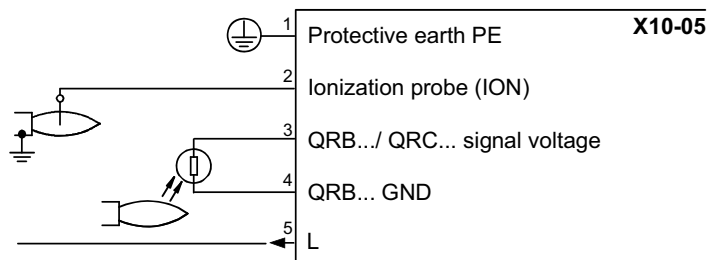 X10-05
1 Protective earth PE
2 Ionization probe (ION)
3 QRB.../ QRC... signal voltage
4 QRB... GND
5 L